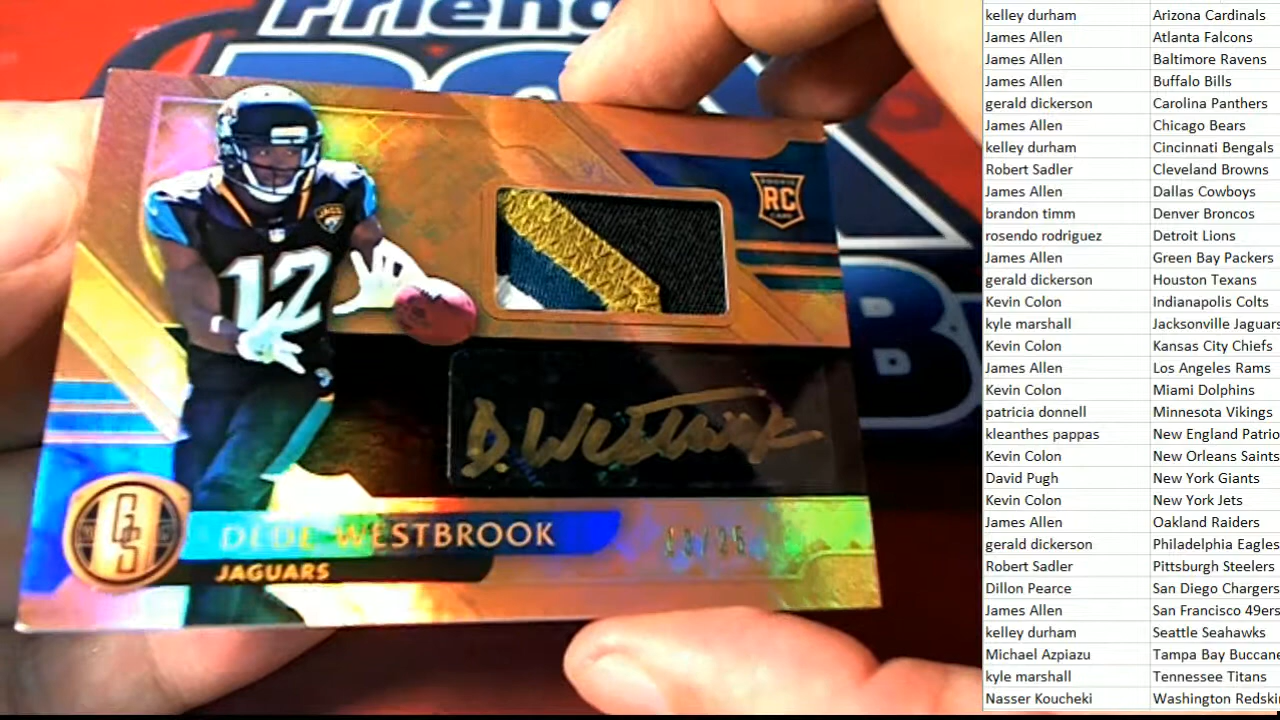 Friend
ROOKIE
RC
CARD
JAGS
12
D. Westbrook
GS
DEDE WESTBROOK
JAGUARS
B
kelley durham Arizona Cardinals
James Allen Atlanta Falcons
James Allen Baltimore Ravens
James Allen Buffalo Bills
gerald dickerson Carolina Panthers
James Allen Chicago Bears
kelley durham Cincinnati Bengals
Robert Sadler Cleveland Browns
James Allen Dallas Cowboys
brandon timm Denver Broncos
rosendo rodriguez Detroit Lions
James Allen Green Bay Packers
gerald dickerson Houston Texans
Kevin Colon Indianapolis Colts
kyle marshall Jacksonville Jaguars
Kevin Colon Kansas City Chiefs
James Allen Los Angeles Rams
Kevin Colon Miami Dolphins
patricia donnell Minnesota Vikings
kleanthes pappas New England Patrio
Kevin Colon New Orleans Saints
David Pugh New York Giants
Kevin Colon New York Jets
James Allen Oakland Raiders
gerald dickerson Philadelphia Eagles
Robert Sadler Pittsburgh Steelers
Dillon Pearce San Diego Chargers
James Allen San Francisco 49ers
kelley durham Seattle Seahawks
Michael Azpiazu Tampa Bay Buccane
kyle marshall Tennessee Titans
Nasser Koucheki Washington Redski